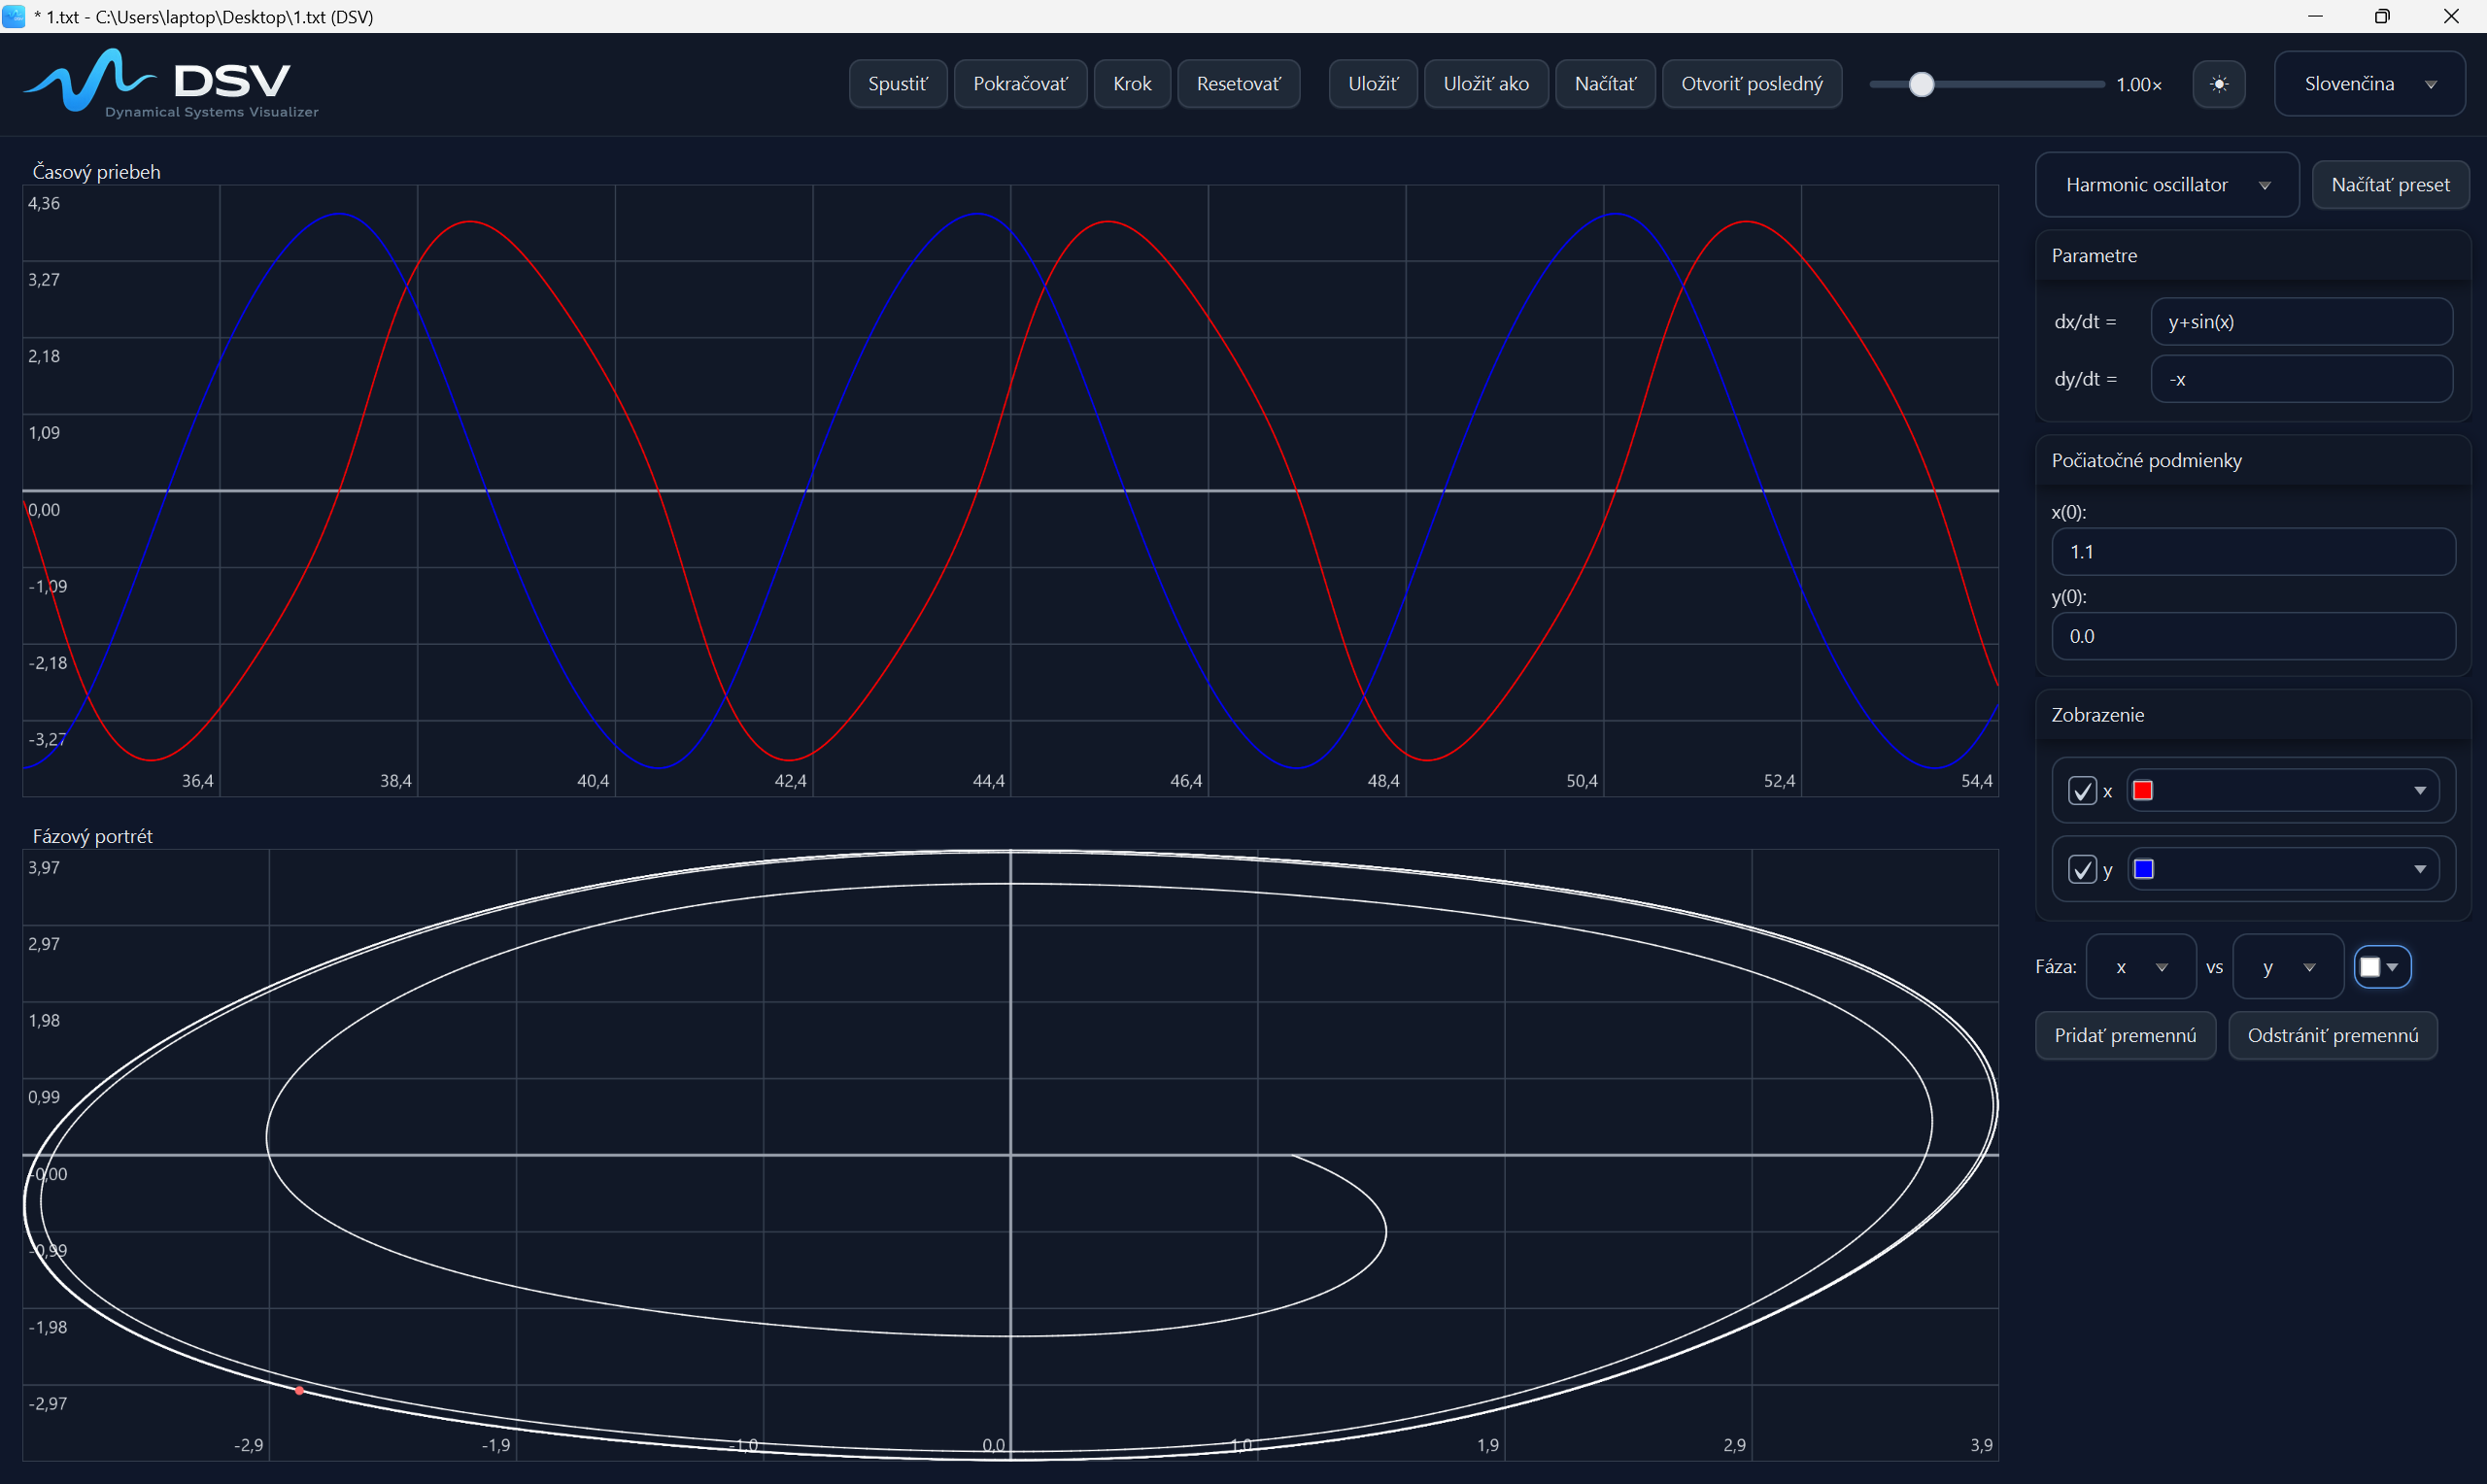 * 1.txt - C:\Users\laptop\Desktop\1.txt (DSV)
DSV
Dynamical Systems Visualizer
Spustiť Pokračovať Krok Resetovať Uložiť Uložiť ako Načítať Otvoriť posledný 1.00× Slovenčina
Časový priebeh
4,36
3,27
2,18
1,09
0,00
-1,09
-2,18
-3,27
36,4 38,4 40,4 42,4 44,4 46,4 48,4 50,4 52,4 54,4
Fázový portrét
3,97
2,97
1,98
0,99
-0,00
-0,99
-1,98
-2,97
-2,9 -1,9 -1,0 0,0 1,0 1,9 2,9 3,9
Harmonic oscillator Načítať preset
Parametre
dx/dt = y+sin(x)
dy/dt = -x
Počiatočné podmienky
x(0):
1.1
y(0):
0.0
Zobrazenie
x
y
Fáza: x vs y
Pridať premennú Odstrániť premennú